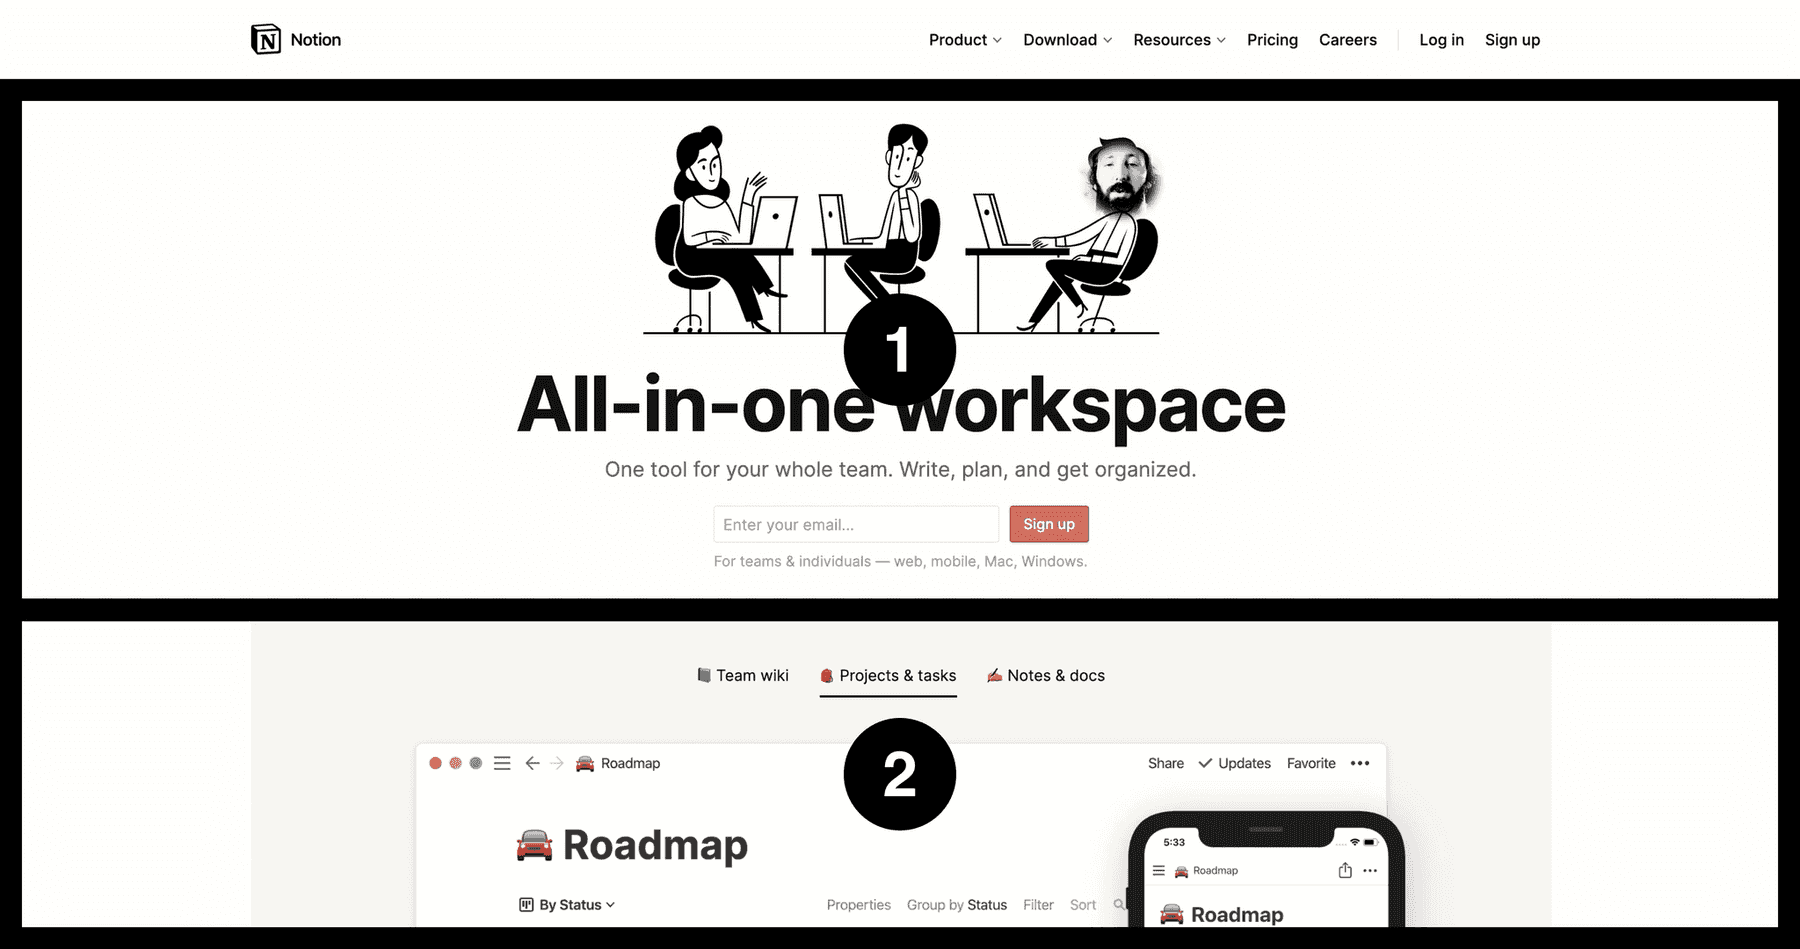 Notion
Product Download Resources Pricing Careers Log in Sign up
1
All-in-one workspace
One tool for your whole team. Write, plan, and get organized.
Enter your email... Sign up
For teams & individuals — web, mobile, Mac, Windows.
Team wiki Projects & tasks Notes & docs
2
Roadmap Share Updates Favorite •••
Roadmap
By Status Properties Group by Status Filter Sort
5:33
Roadmap
Roadmap